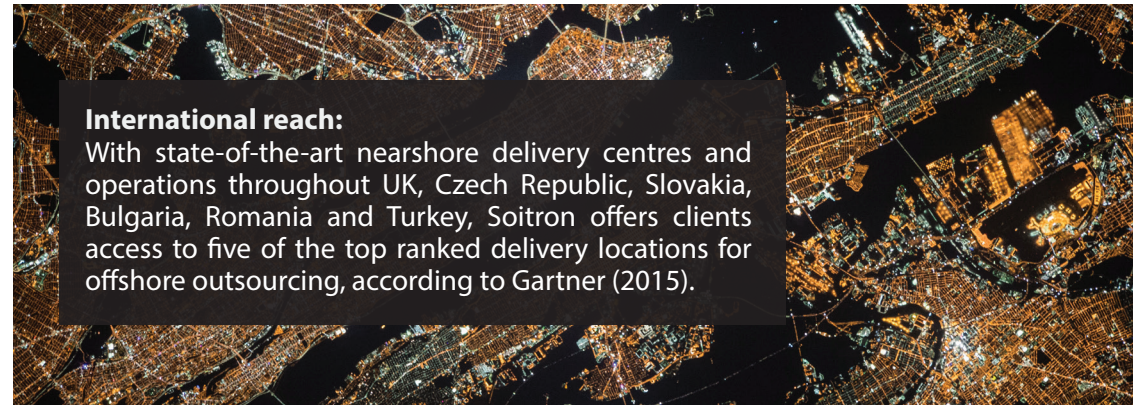 International reach:
With state-of-the-art nearshore delivery centres and
operations throughout UK, Czech Republic, Slovakia,
Bulgaria, Romania and Turkey, Soitron offers clients
access to five of the top ranked delivery locations for
offshore outsourcing, according to Gartner (2015).